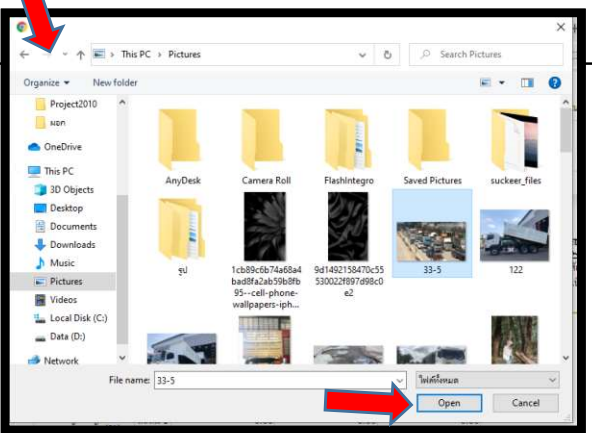 This PC > Pictures
Search Pictures
Organize
New folder
Project2010
มอก
OneDrive
This PC
3D Objects
Desktop
Documents
Downloads
Music
Pictures
Videos
Local Disk (C:)
Data (D:)
Network
AnyDesk
Camera Roll
FlashIntegro
Saved Pictures
suckeer_files
รูป
1cb89c6b74a68a4
bad8fa2ab59b8fb
95--cell-phone-
wallpapers-iph...
9d1492158470c55
530022f897d98c0
e2
33-5
122
File name: 33-5
ไฟล์ทั้งหมด
Open
Cancel